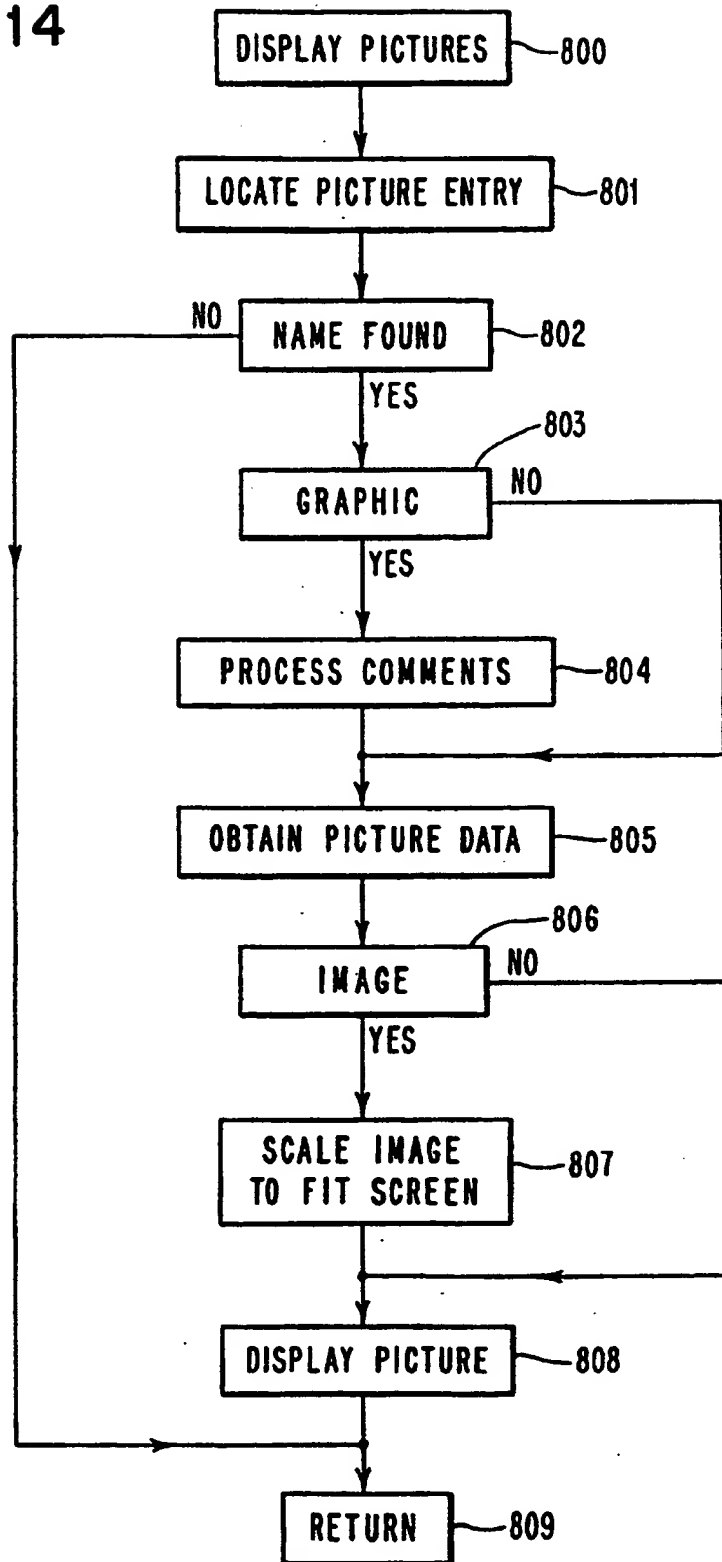 14
DISPLAY PICTURES
800
LOCATE PICTURE ENTRY
801
NO
NAME FOUND
802
YES
803
GRAPHIC
NO
YES
PROCESS COMMENTS
804
OBTAIN PICTURE DATA
805
806
IMAGE
NO
YES
SCALE IMAGE
TO FIT SCREEN
807
DISPLAY PICTURE
808
RETURN
809